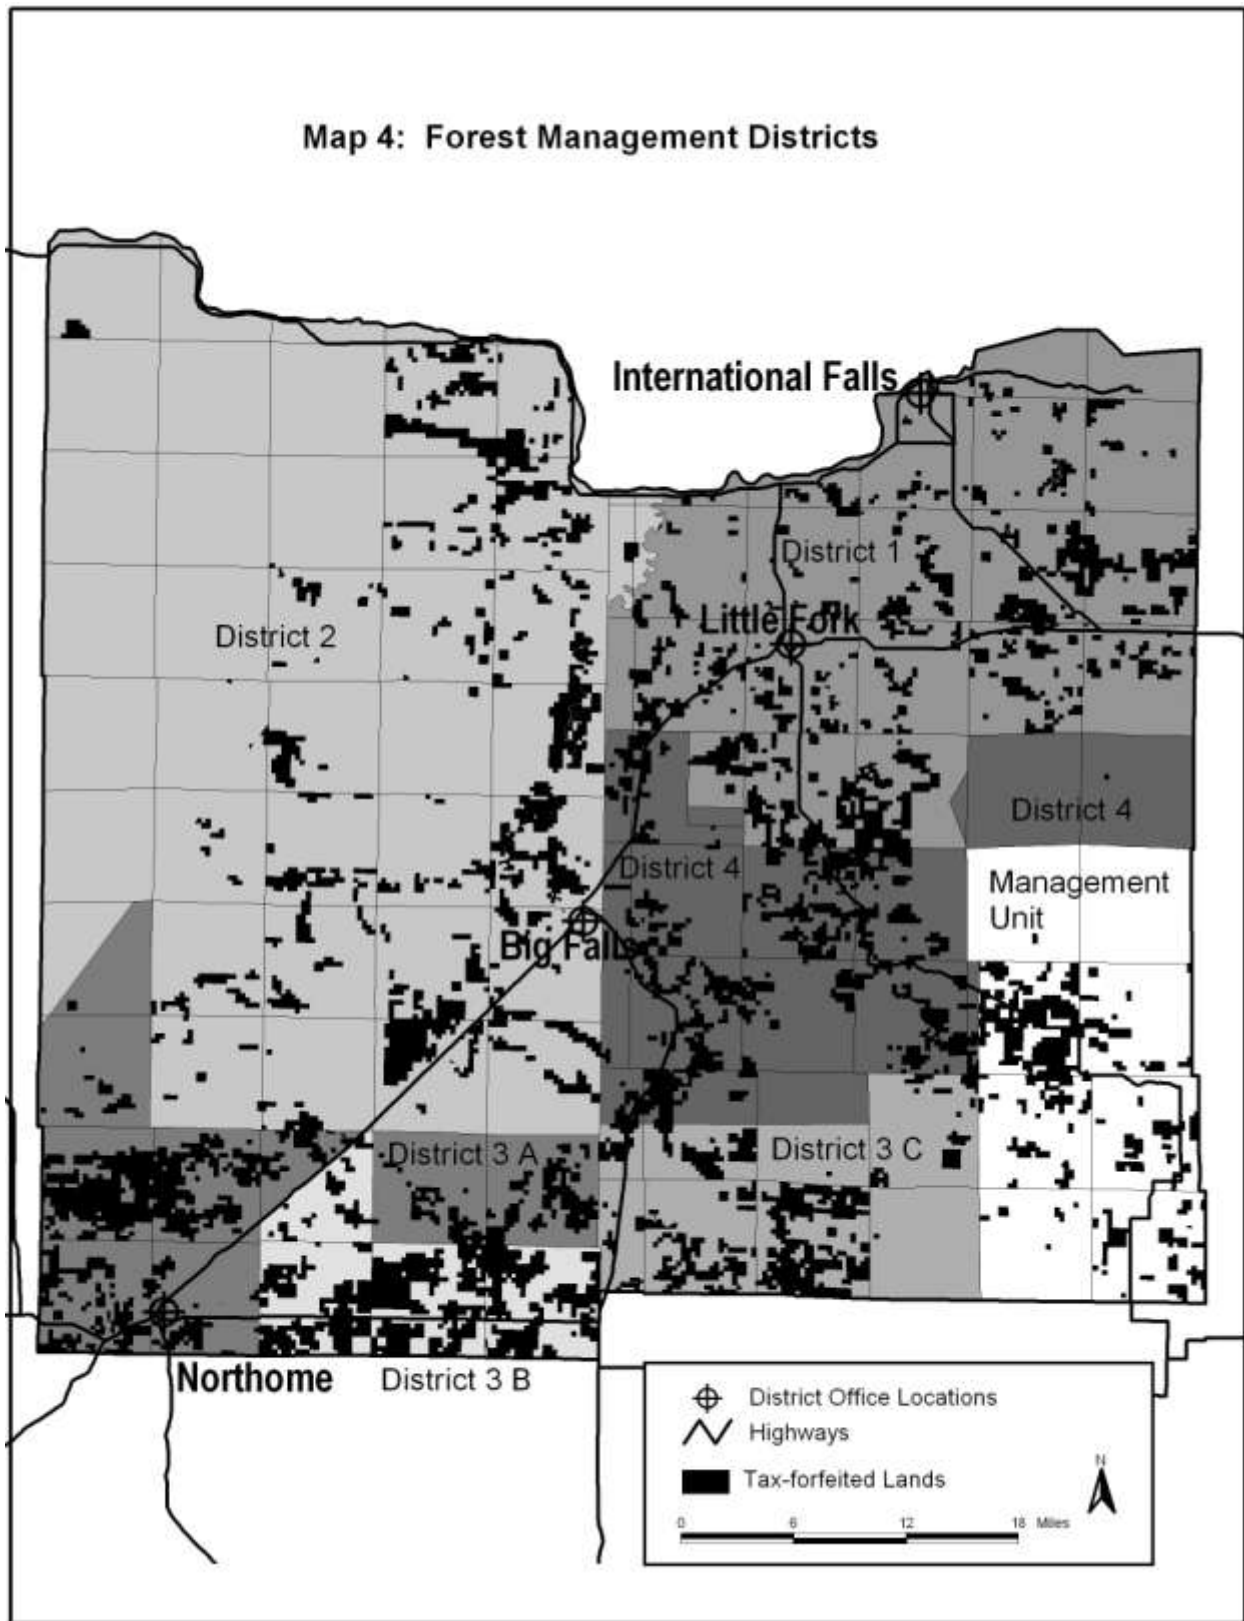 Map 4: Forest Management Districts
International Falls
District 1
Little Fork
District 2
District 4
District 4
Management
Unit
Big Falls
District 3 A
District 3 C
Northome
District 3 B
District Office Locations
Highways
Tax-forfeited Lands
N
0 6 12 18 Miles